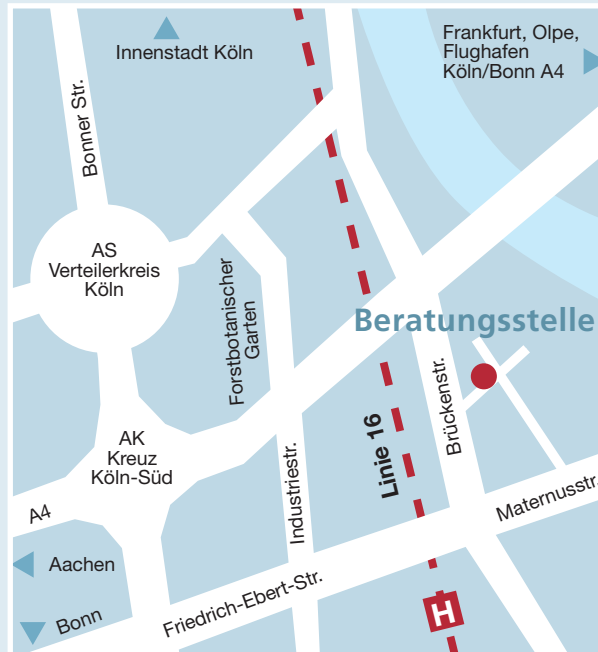 Innenstadt Köln
Frankfurt, Olpe,
Flughafen
Köln/Bonn A4
Bonner Str.
AS
Verteilerkreis
Köln
Forstbotanischer
Garten
Beratungsstelle
Brückenstr.
Linie 16
AK
Kreuz
Köln-Süd
Industriestr.
A4
Maternusstr.
Aachen
Friedrich-Ebert-Str.
Bonn
H